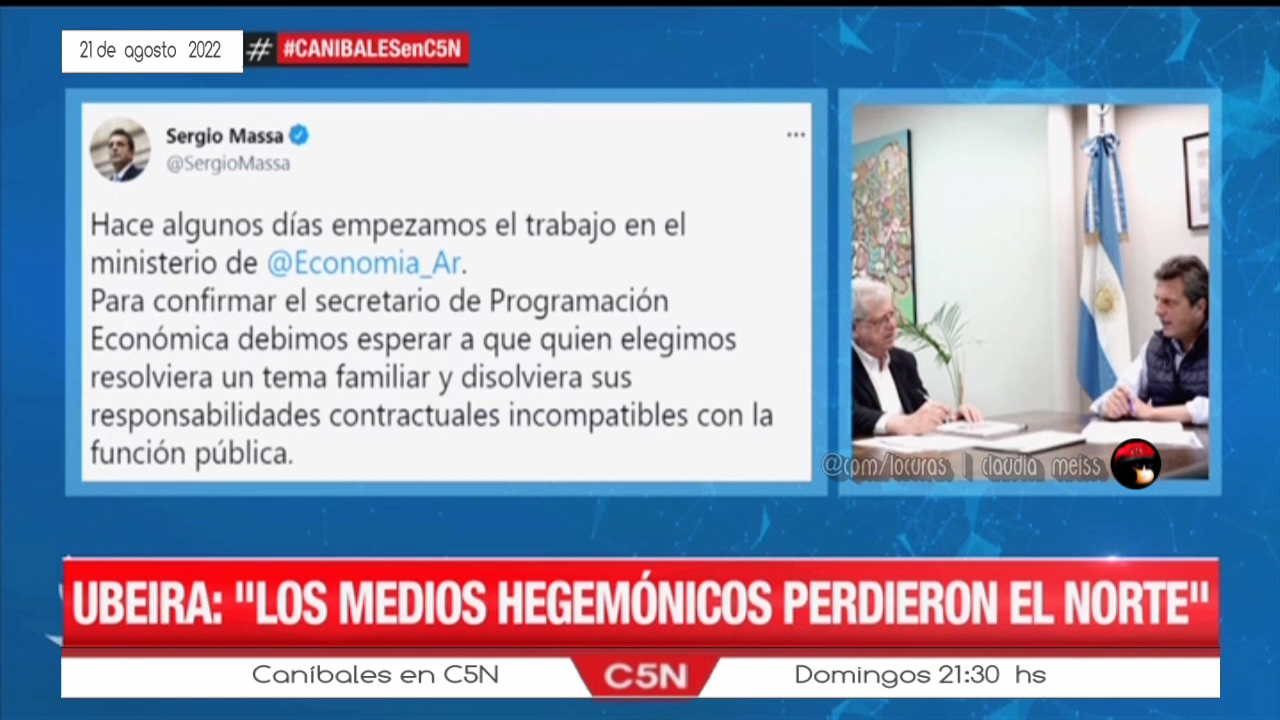 21 de agosto 2022
# #CANIBALESenC5N
Sergio Massa
@SergioMassa
Hace algunos días empezamos el trabajo en el
ministerio de @Economia_Ar.
Para confirmar el secretario de Programación
Económica debimos esperar a que quien elegimos
resolviera un tema familiar y disolviera sus
responsabilidades contractuales incompatibles con la
función pública.
@cpm/locuras | claudia meiss
UBEIRA: "LOS MEDIOS HEGEMÓNICOS PERDIERON EL NORTE"
Caníbales en C5N
C5N
Domingos 21:30 hs